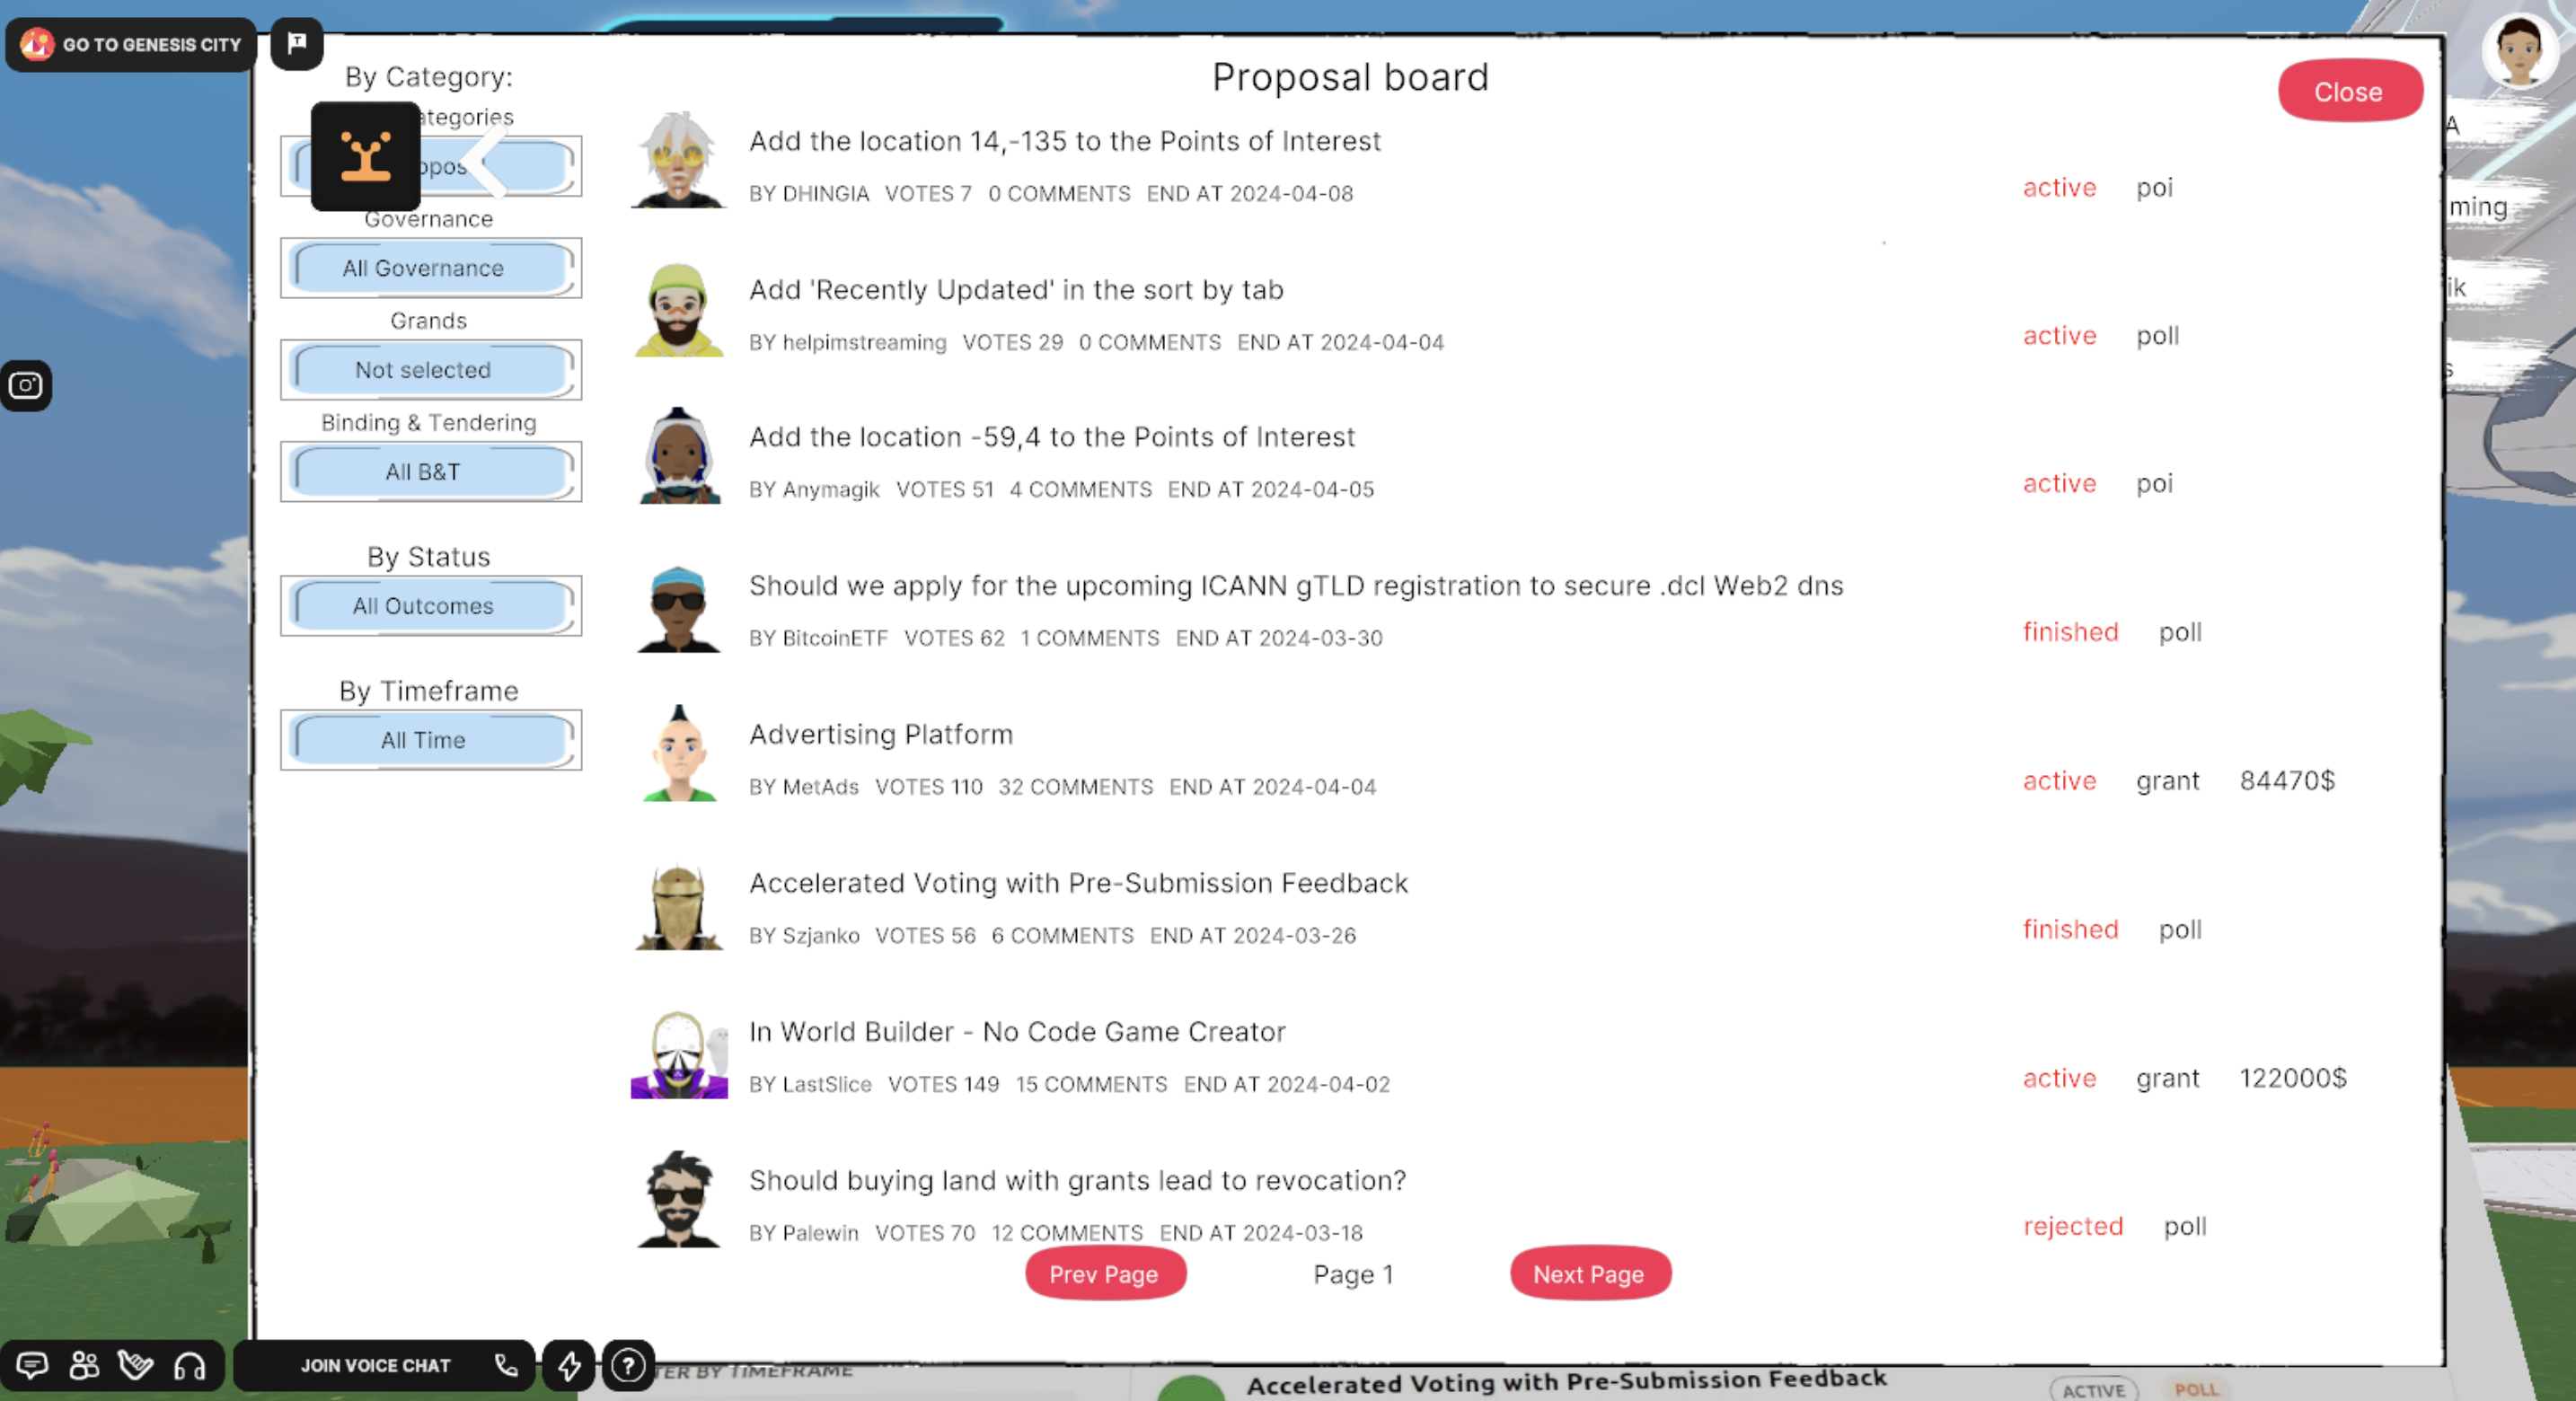 GO TO GENESIS CITY
By Category:
Governance
All Governance
Grands
Not selected
Binding & Tendering
All B&T
By Status
All Outcomes
By Timeframe
All Time
Proposal board
Close
Add the location 14,-135 to the Points of Interest
BY DHINGIA VOTES 7 0 COMMENTS END AT 2024-04-08
active poi
Add 'Recently Updated' in the sort by tab
BY helpimstreaming VOTES 29 0 COMMENTS END AT 2024-04-04
active poll
Add the location -59,4 to the Points of Interest
BY Anymagik VOTES 51 4 COMMENTS END AT 2024-04-05
active poi
Should we apply for the upcoming ICANN gTLD registration to secure .dcl Web2 dns
BY BitcoinETF VOTES 62 1 COMMENTS END AT 2024-03-30
finished poll
Advertising Platform
BY MetAds VOTES 110 32 COMMENTS END AT 2024-04-04
active grant 84470$
Accelerated Voting with Pre-Submission Feedback
BY Szjanko VOTES 56 6 COMMENTS END AT 2024-03-26
finished poll
In World Builder - No Code Game Creator
BY LastSlice VOTES 149 15 COMMENTS END AT 2024-04-02
active grant 122000$
Should buying land with grants lead to revocation?
BY Palewin VOTES 70 12 COMMENTS END AT 2024-03-18
rejected poll
Prev Page Page 1 Next Page
JOIN VOICE CHAT
?
BY TIMEFRAME
Accelerated Voting with Pre-Submission Feedback
ACTIVE POLL